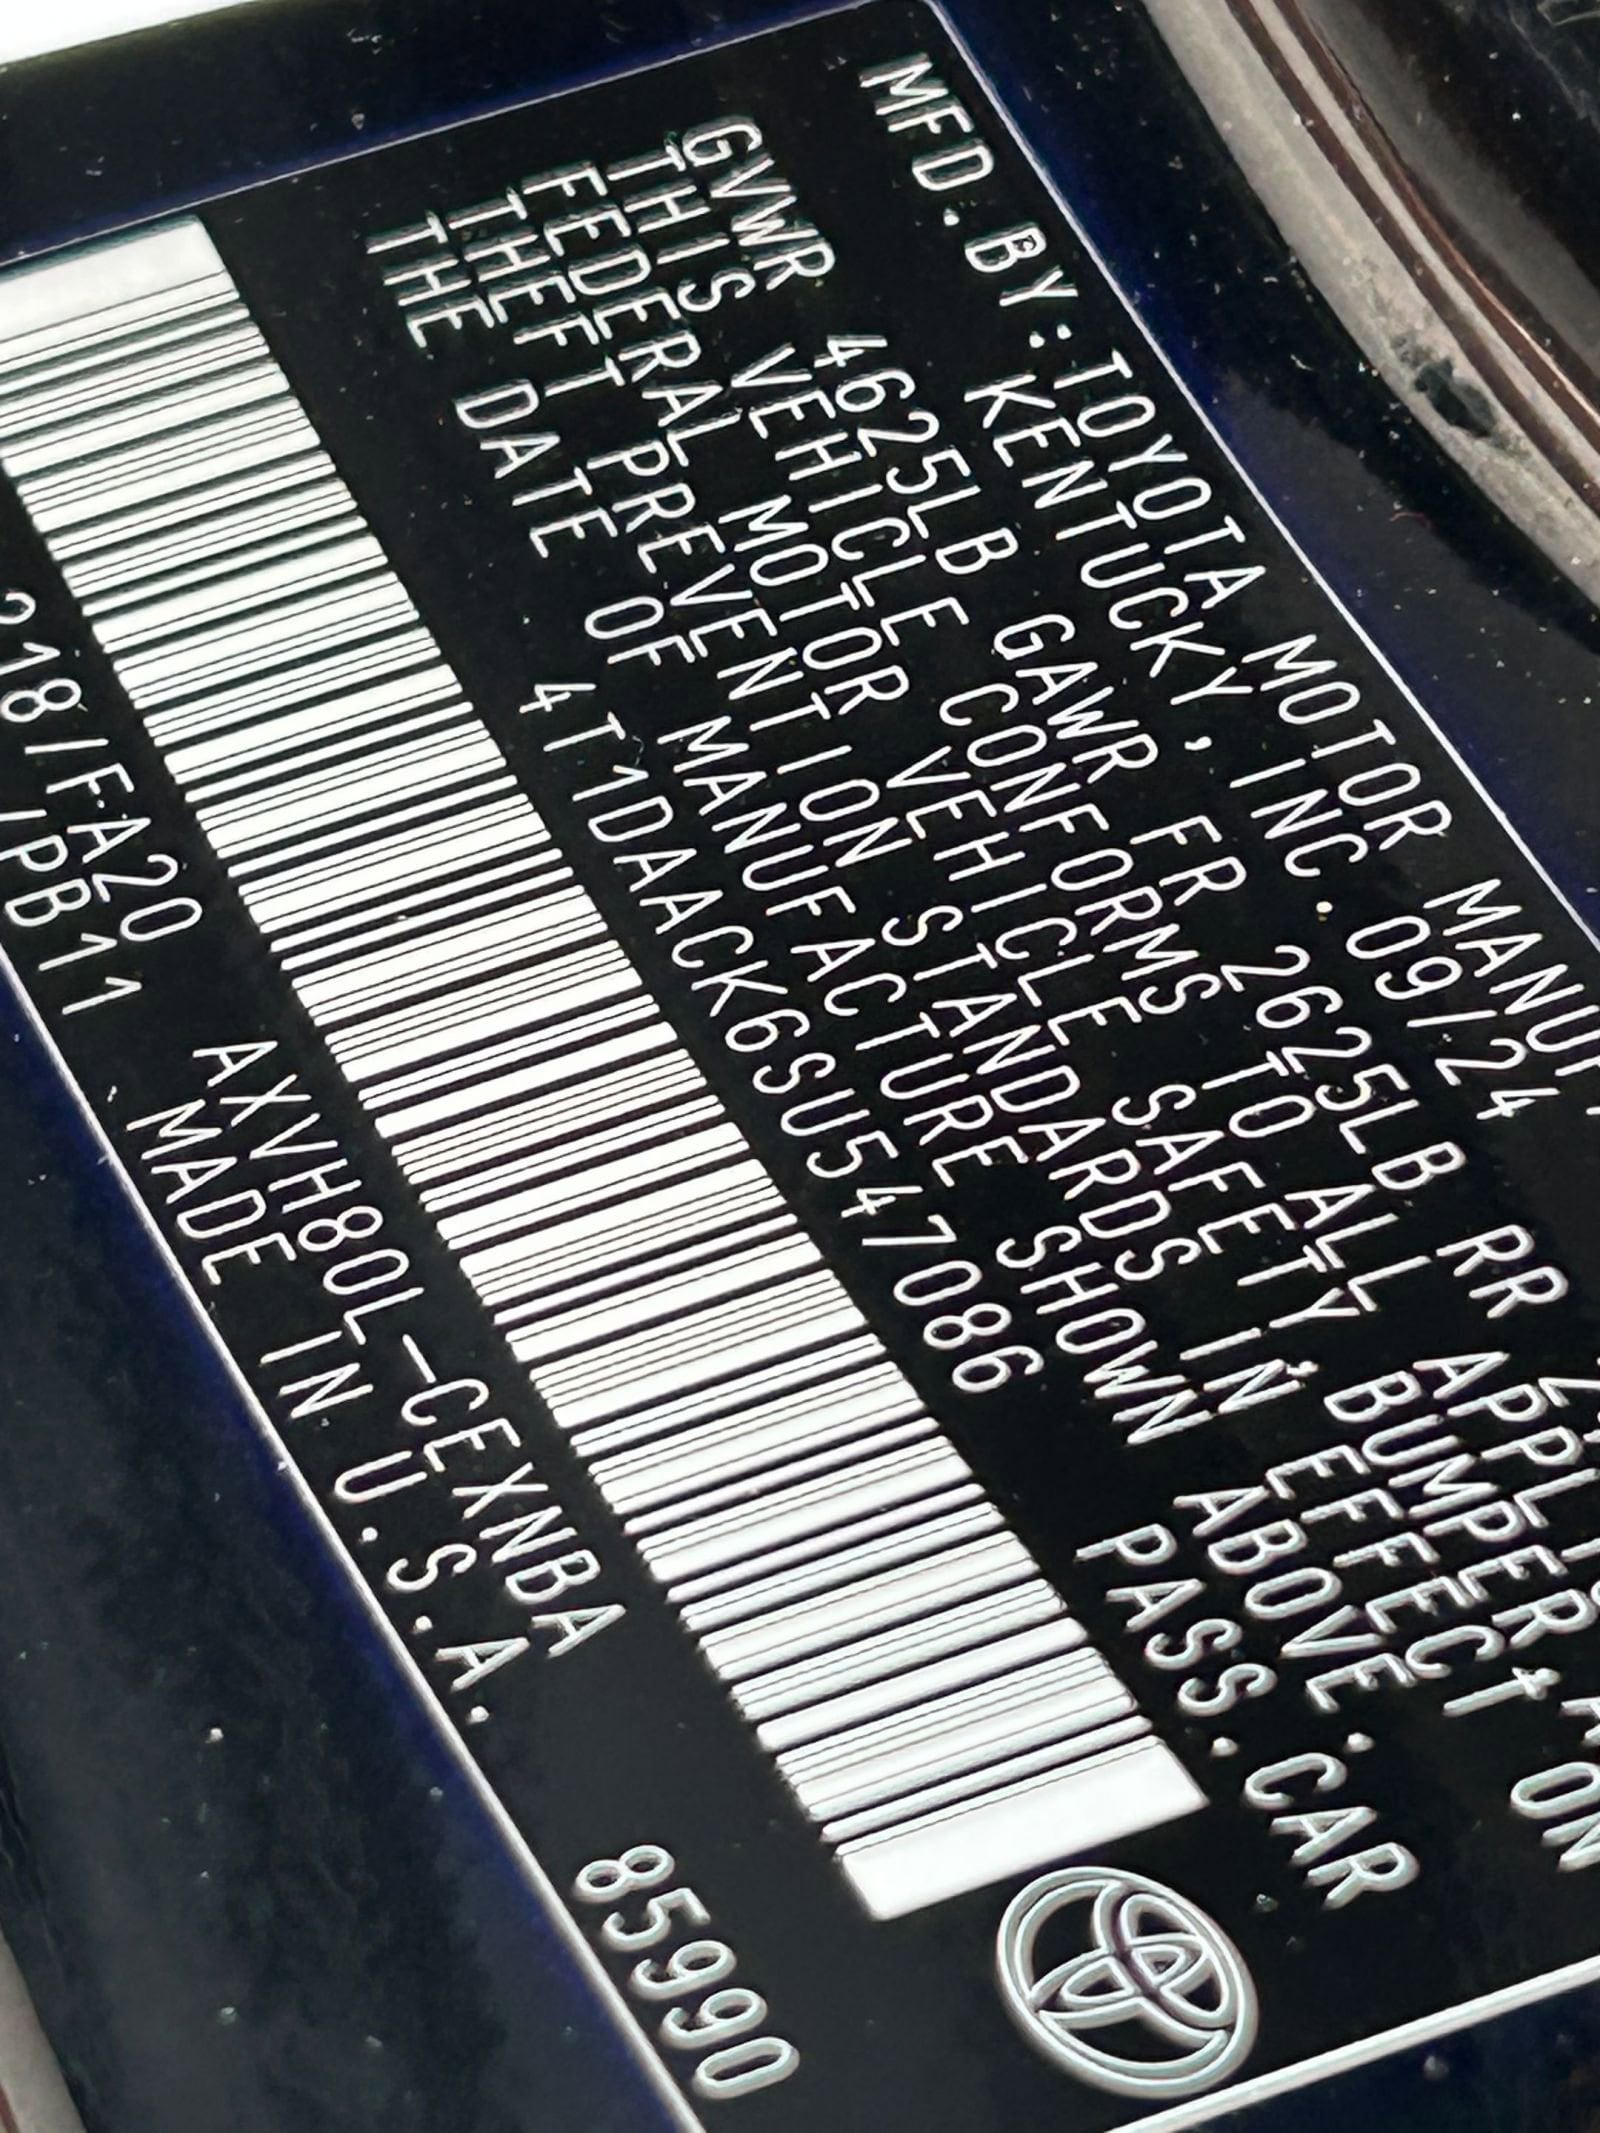 MFD.BY:TOYOTA MOTOR
KENTUCKY, INC. 09/24
GVWR 4625LB GAWR FR 2625LB RR
THIS VEHICLE CONFORMS TO ALL
FEDERAL MOTOR VEHICLE SAFETY BUMPER,
THEFT PREVENTION STANDARDS IN EFFECT ON
THE DATE OF MANUFACTURE SHOWN ABOVE.
4T1DAACK6SU547086 PASS.CAR
218/FA20 AXVH80L-CEXNBA 85990
/PB11 MADE IN U.S.A.